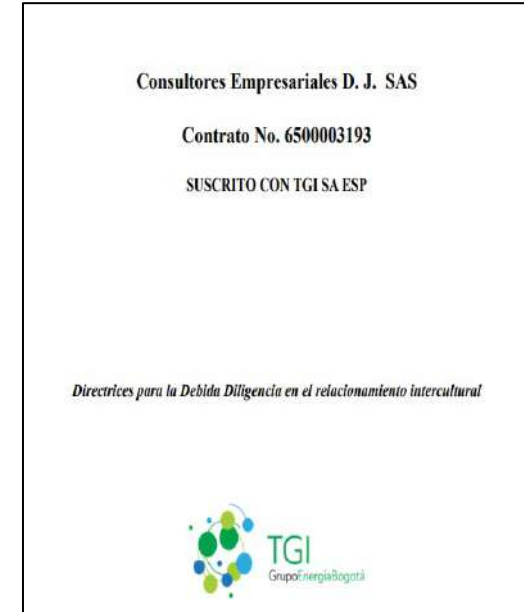 Consultores Empresariales D. J. SAS
Contrato No. 6500003193
SUSCRITO CON TGI SA ESP
Directrices para la Debida Diligencia en el relacionamiento intercultural
TGI
GrupoEnergíaBogotá